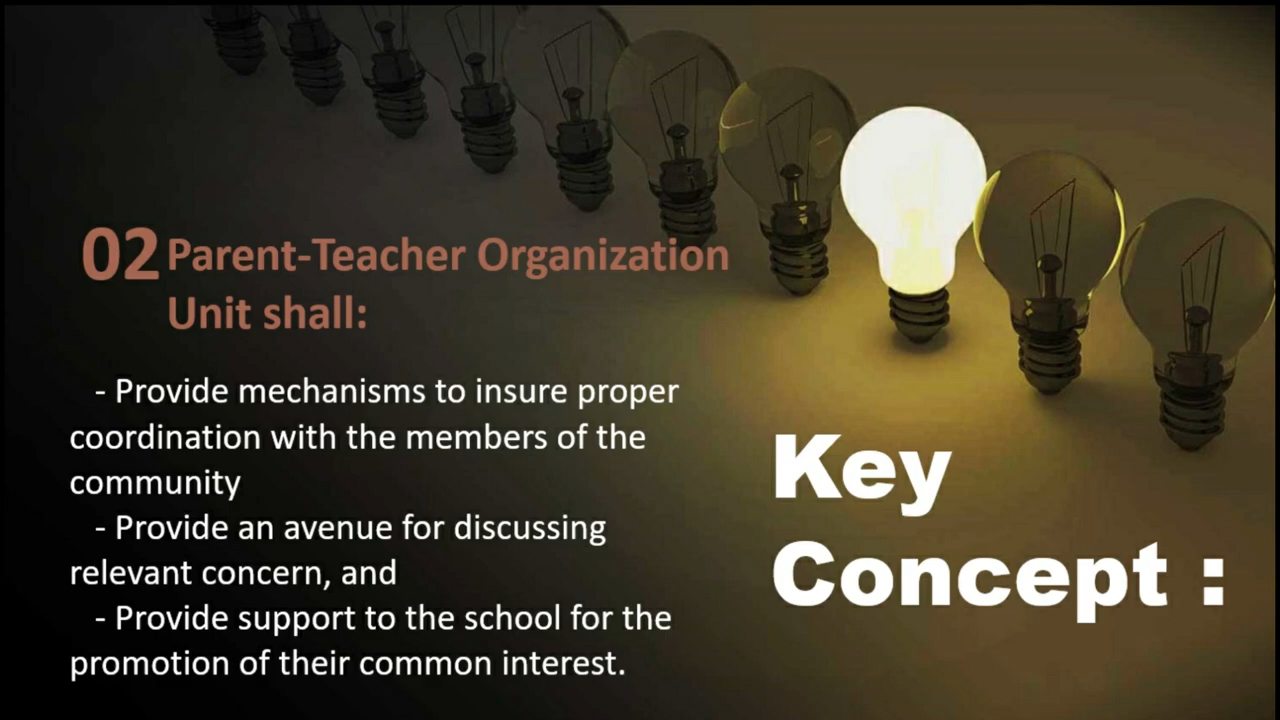 02 Parent-Teacher Organization
Unit shall:
- Provide mechanisms to insure proper
coordination with the members of the
community
- Provide an avenue for discussing
relevant concern, and
- Provide support to the school for the
promotion of their common interest.
Key
Concept :